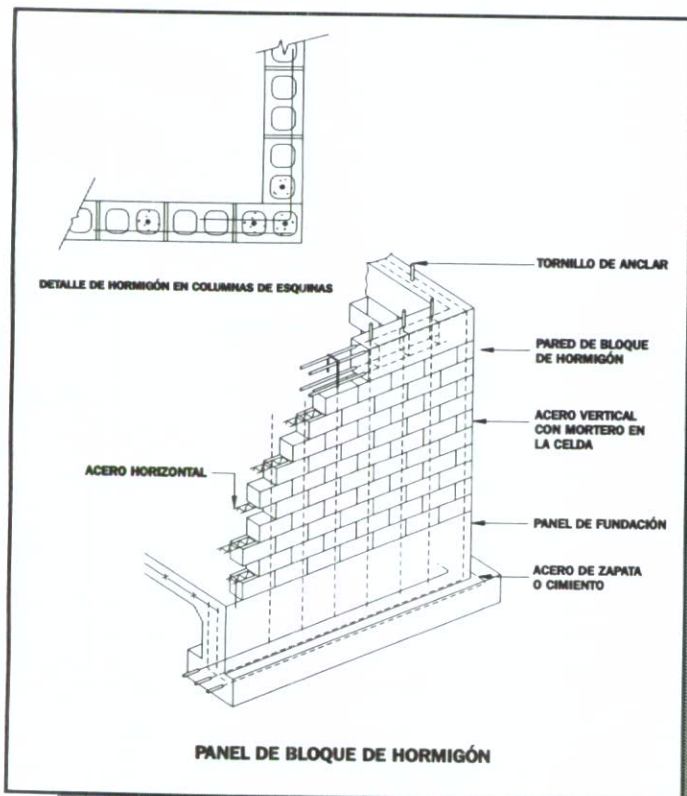 DETALLE DE HORMIGÓN EN COLUMNAS DE ESQUINAS
TORNILLO DE ANCLAR
PARED DE BLOQUE
DE HORMIGÓN
ACERO VERTICAL
CON MORTERO EN
LA CELDA
ACERO HORIZONTAL
PANEL DE FUNDACIÓN
ACERO DE ZAPATA
O CIMIENTO
PANEL DE BLOQUE DE HORMIGÓN